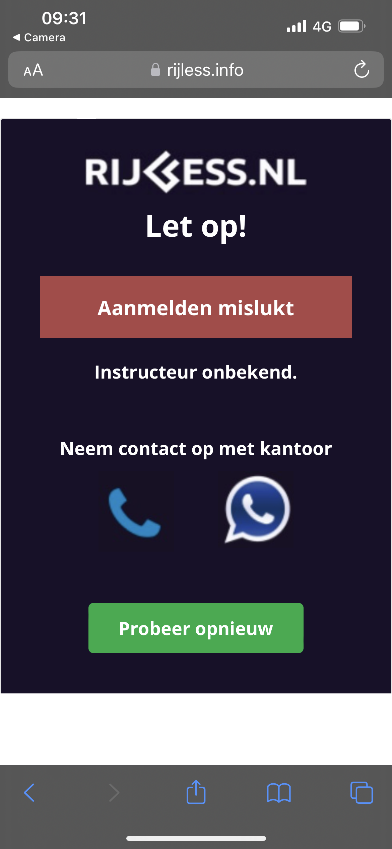 09:31
4G
◀ Camera
AA
rijless.info
RIJLESS.NL
Let op!
Aanmelden mislukt
Instructeur onbekend.
Neem contact op met kantoor
Probeer opnieuw